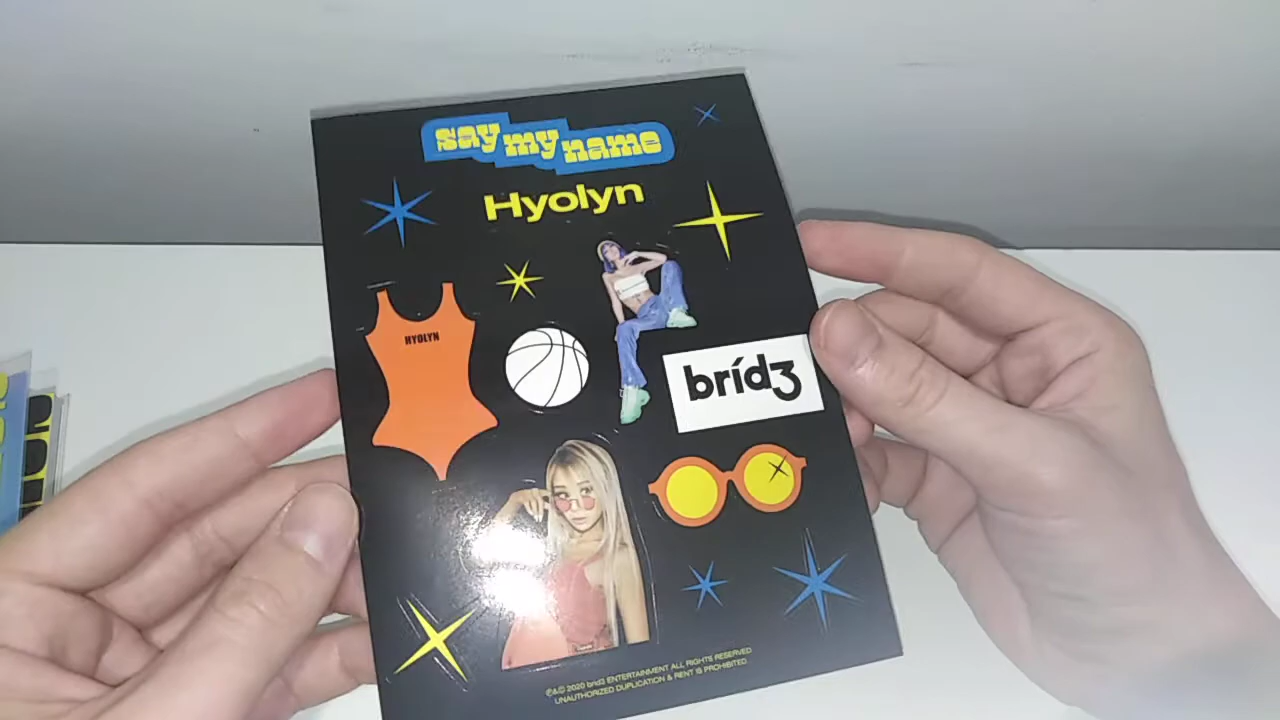 say my name
Hyolyn
HYOLYN
bríd3
℗&© 2020 bríd3 ENTERTAINMENT ALL RIGHTS RESERVED
UNAUTHORIZED DUPLICATION & RENT IS PROHIBITED